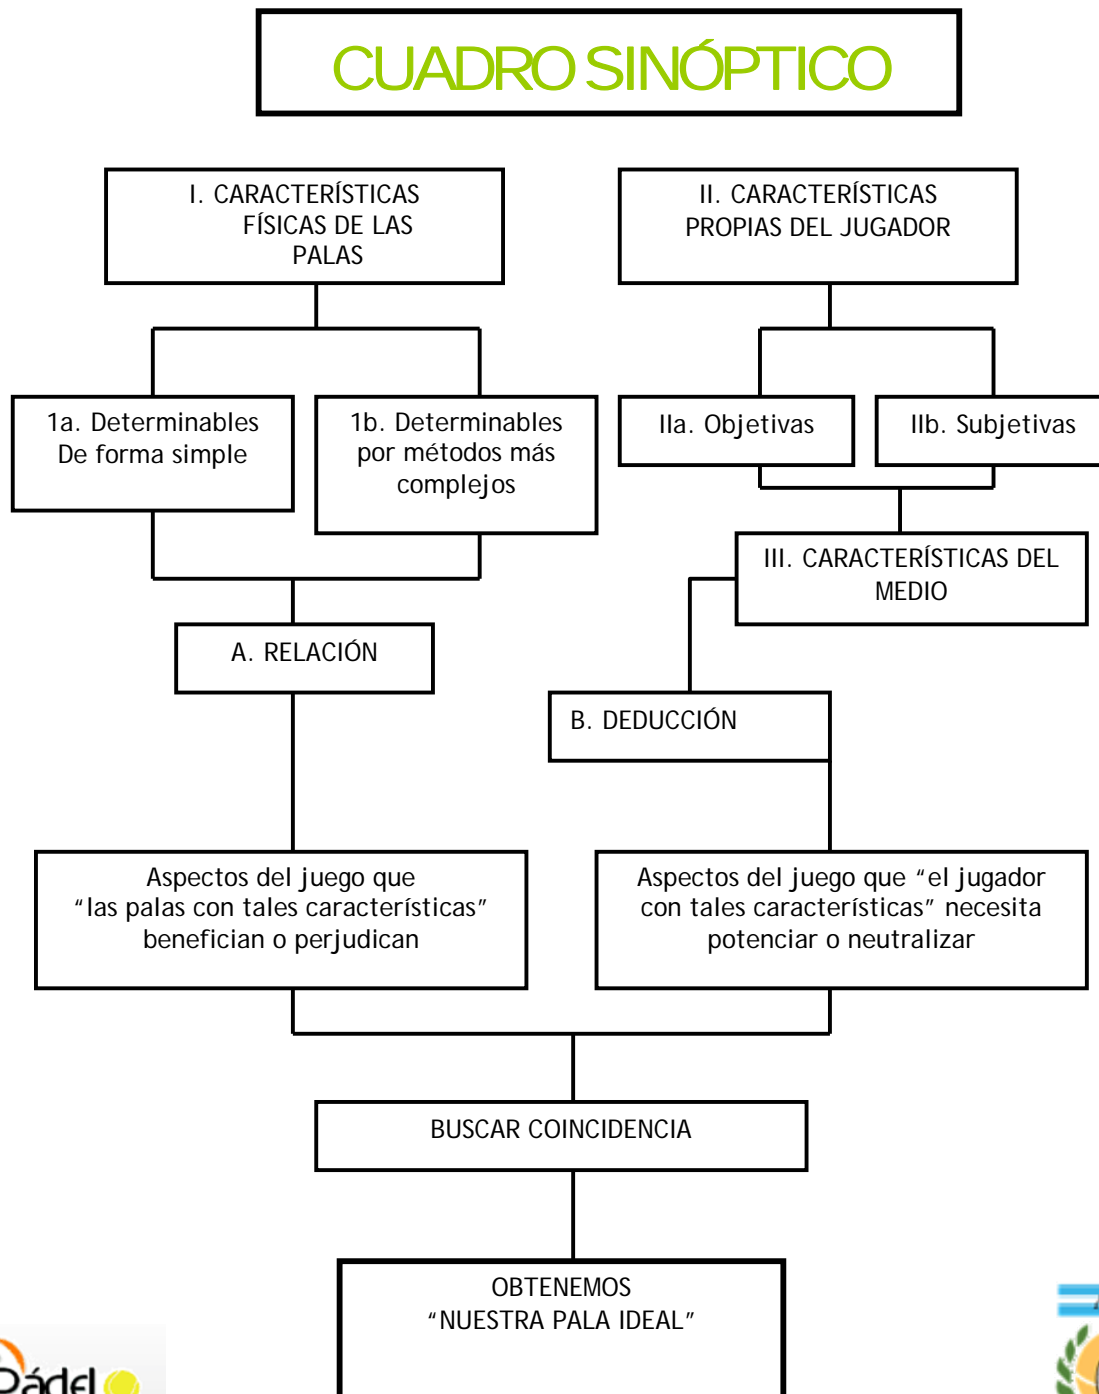 CUADRO SINÓPTICO
I. CARACTERÍSTICAS
FÍSICAS DE LAS
PALAS
II. CARACTERÍSTICAS
PROPIAS DEL JUGADOR
1a. Determinables
De forma simple
1b. Determinables
por métodos más
complejos
IIa. Objetivas
IIb. Subjetivas
III. CARACTERÍSTICAS DEL
MEDIO
A. RELACIÓN
B. DEDUCCIÓN
Aspectos del juego que
“las palas con tales características”
benefician o perjudican
Aspectos del juego que “el jugador
con tales características” necesita
potenciar o neutralizar
BUSCAR COINCIDENCIA
OBTENEMOS
“NUESTRA PALA IDEAL”
Pádel